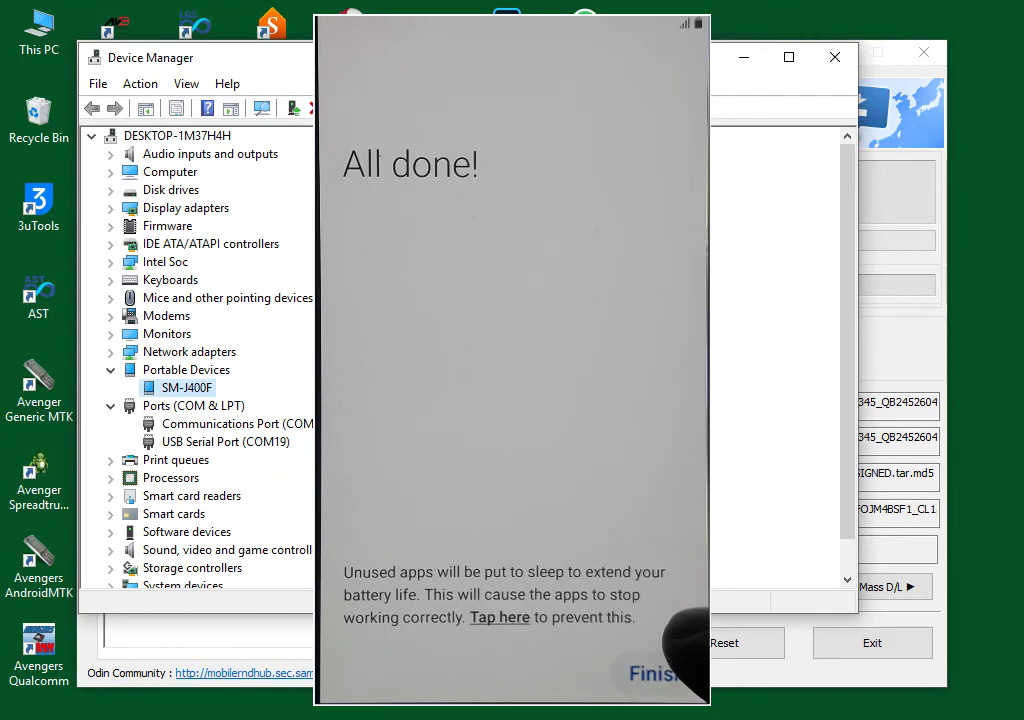 This PC
Recycle Bin
3uTools
AST
Avenger
Generic MTK
Avenger
Spreadtru...
Avengers
AndroidMTK
Avengers
Qualcomm
Device Manager
File Action View Help
DESKTOP-1M37H4H
Audio inputs and outputs
Computer
Disk drives
Display adapters
Firmware
IDE ATA/ATAPI controllers
Intel Soc
Keyboards
Mice and other pointing devices
Modems
Monitors
Network adapters
Portable Devices
SM-J400F
Ports (COM & LPT)
Communications Port (COM
USB Serial Port (COM19)
Print queues
Processors
Smart card readers
Smart cards
Software devices
Sound, video and game controll
Storage controllers
System devices
All done!
Unused apps will be put to sleep to extend your
battery life. This will cause the apps to stop
working correctly. Tap here to prevent this.
Finis
345_QB2452604
345_QB2452604
SIGNED.tar.md5
FOJM4BSF1_CL1
Mass D/L ►
Reset
Exit
Odin Community : http://mobilerndhub.sec.sam